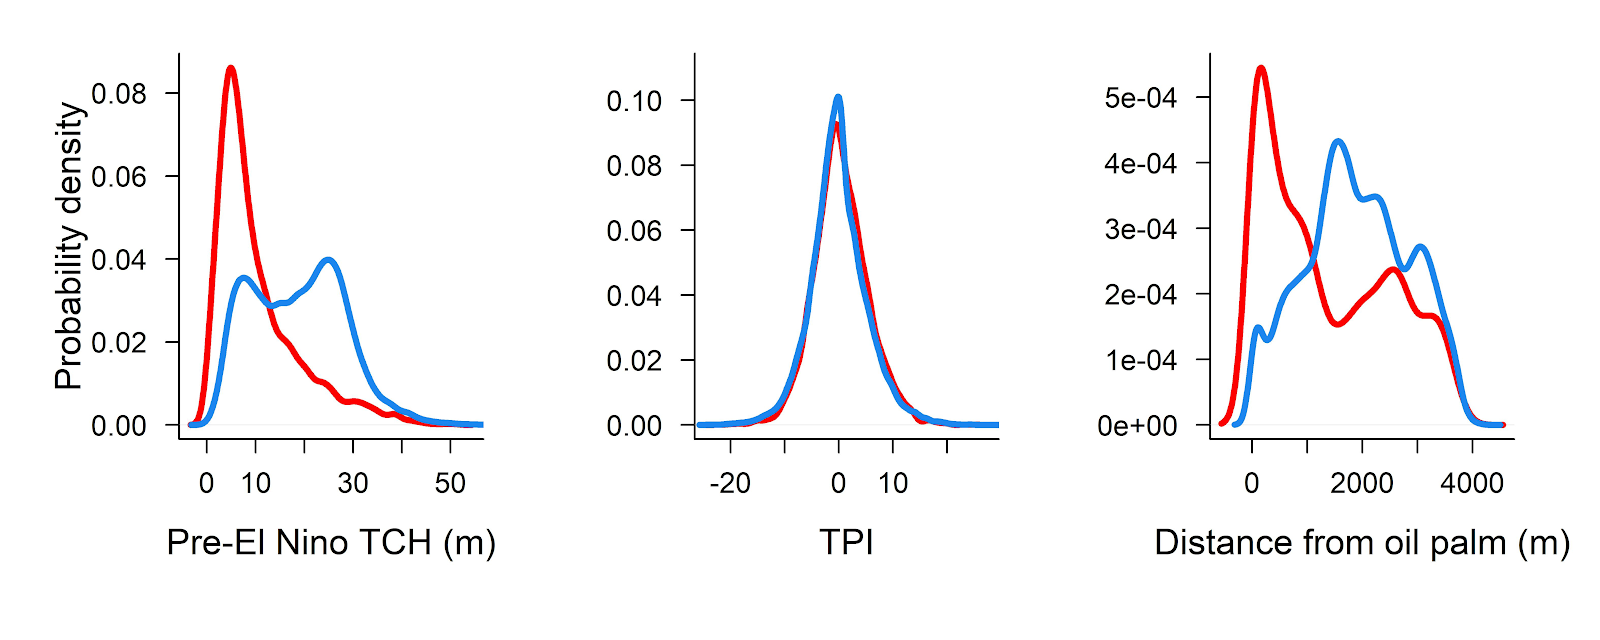 Probability density
0.08
0.06
0.04
0.02
0.00
0 10 30 50
Pre-El Nino TCH (m)
0.10
0.08
0.06
0.04
0.02
0.00
-20 0 10
TPI
5e-04
4e-04
3e-04
2e-04
1e-04
0e+00
0 2000 4000
Distance from oil palm (m)